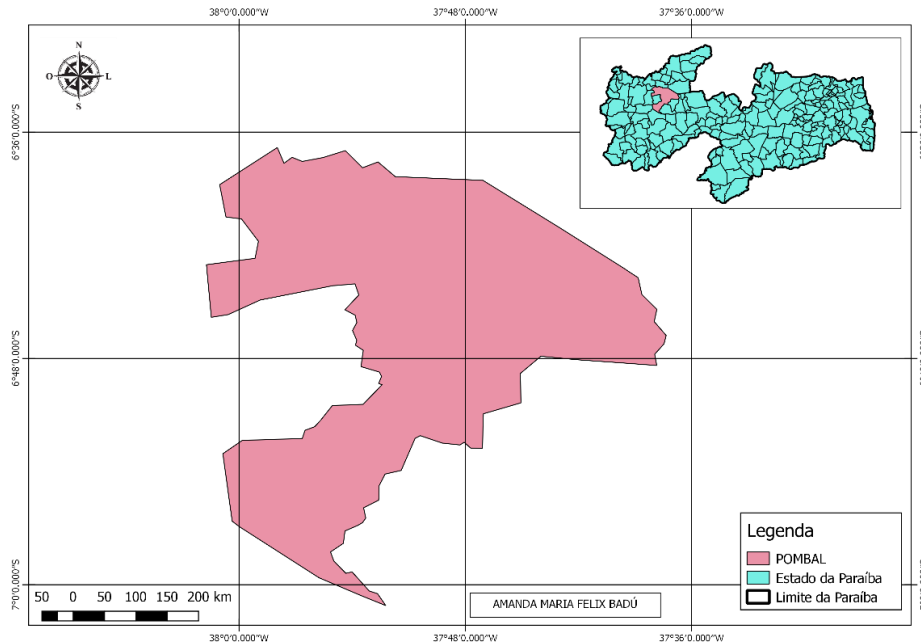 38°0'0.000"W 37°48'0.000"W 37°36'0.000"W
N
O L
S
6°36'0.000"S
6°48'0.000"S
7°0'0.000"S
Legenda
POMBAL
Estado da Paraíba
Limite da Paraíba
50 0 50 100 150 200 km
AMANDA MARIA FELIX BADÚ
38°0'0.000"W 37°48'0.000"W 37°36'0.000"W